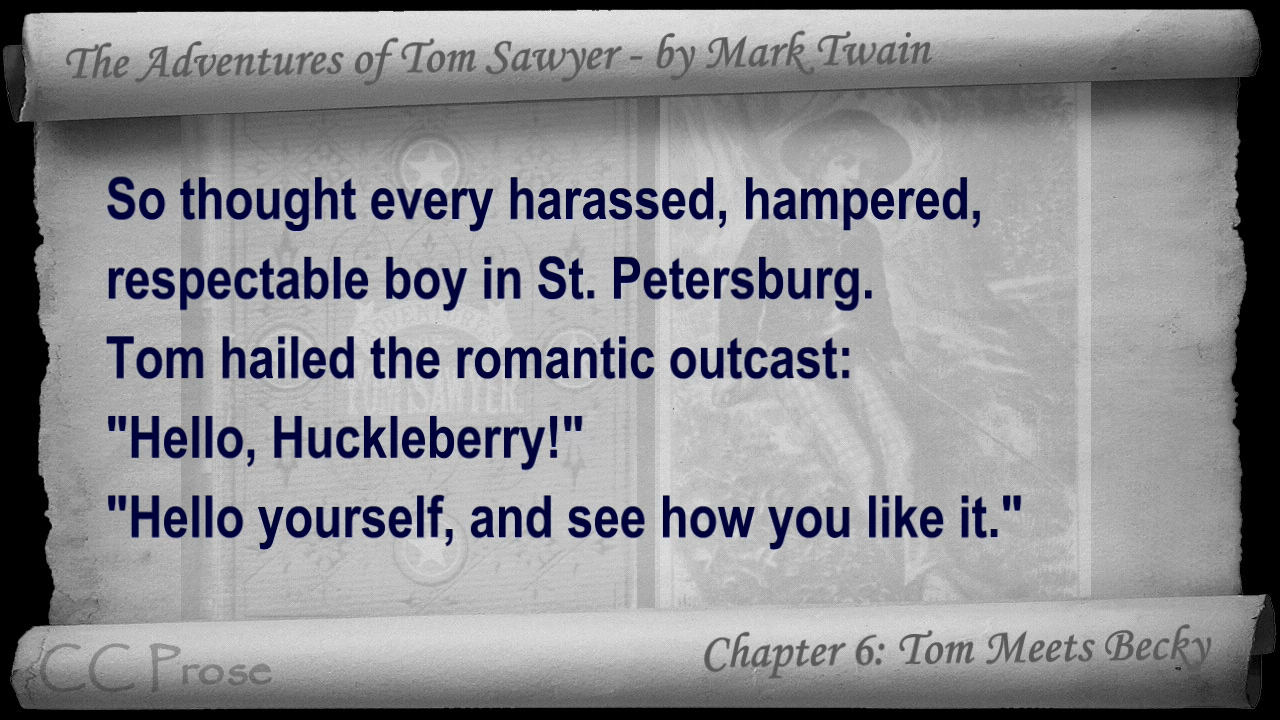 The Adventures of Tom Sawyer - by Mark Twain
So thought every harassed, hampered,
respectable boy in St. Petersburg.
Tom hailed the romantic outcast:
"Hello, Huckleberry!"
"Hello yourself, and see how you like it."
CC Prose
Chapter 6: Tom Meets Becky